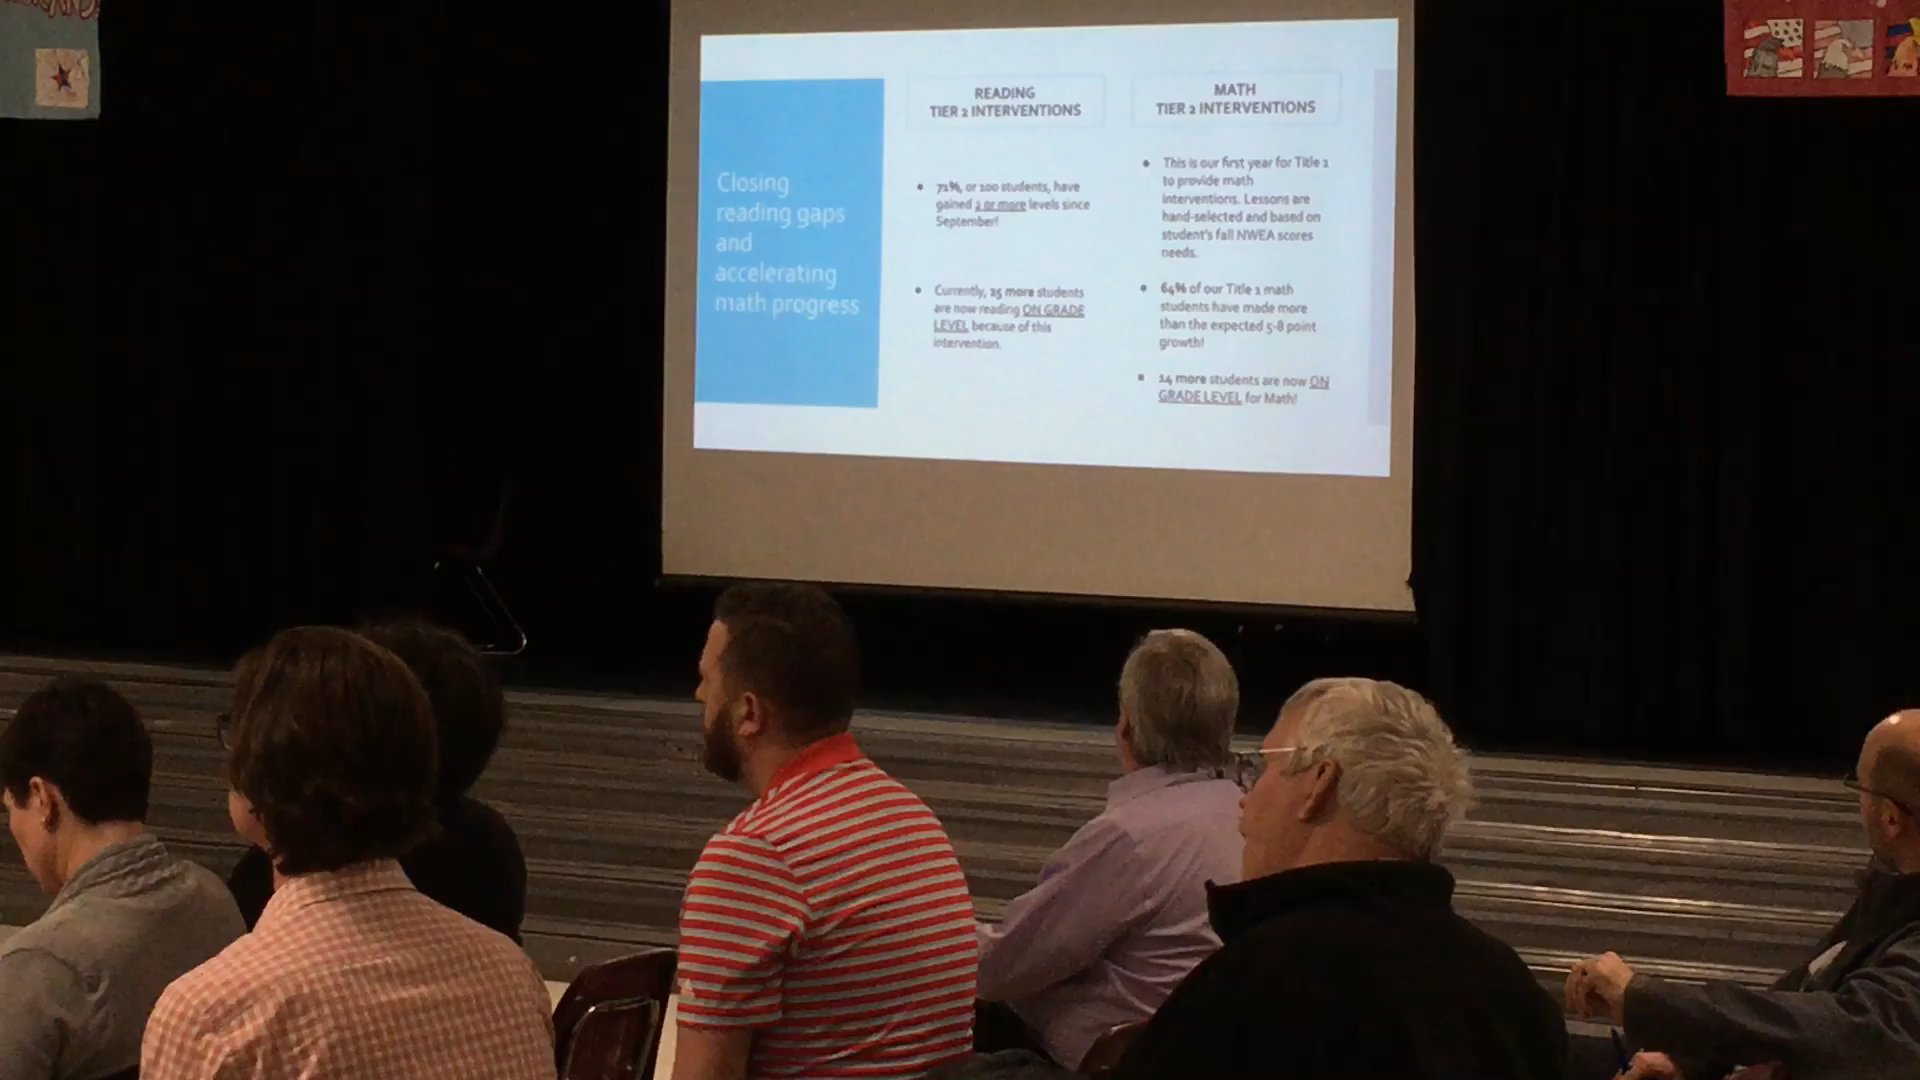 Closing
reading gaps
and
accelerating
math progress
READING
TIER 2 INTERVENTIONS
• 71%, or 100 students, have
gained 2 or more levels since
September!
• Currently, 25 more students
are now reading ON GRADE
LEVEL because of this
intervention.
MATH
TIER 2 INTERVENTIONS
• This is our first year for Title 1
to provide math
interventions. Lessons are
hand-selected and based on
student's fall NWEA scores
needs.
• 64% of our Title 1 math
students have made more
than the expected 5-8 point
growth!
• 14 more students are now ON
GRADE LEVEL for Math!